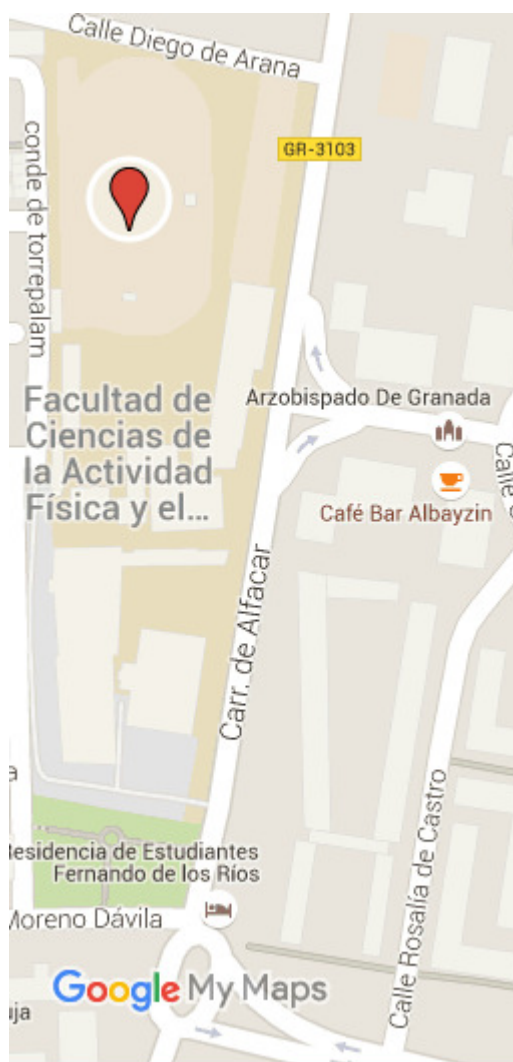 Calle Diego de Arana
GR-3103
conde de torrepalam
Arzobispado De Granada
Facultad de
Ciencias de
la Actividad
Física y el...
Calle
Café Bar Albayzin
Carr. de Alfacar
Calle Rosalía de Castro
Residencia de Estudiantes
Fernando de los Ríos
Moreno Dávila
Google My Maps
uja